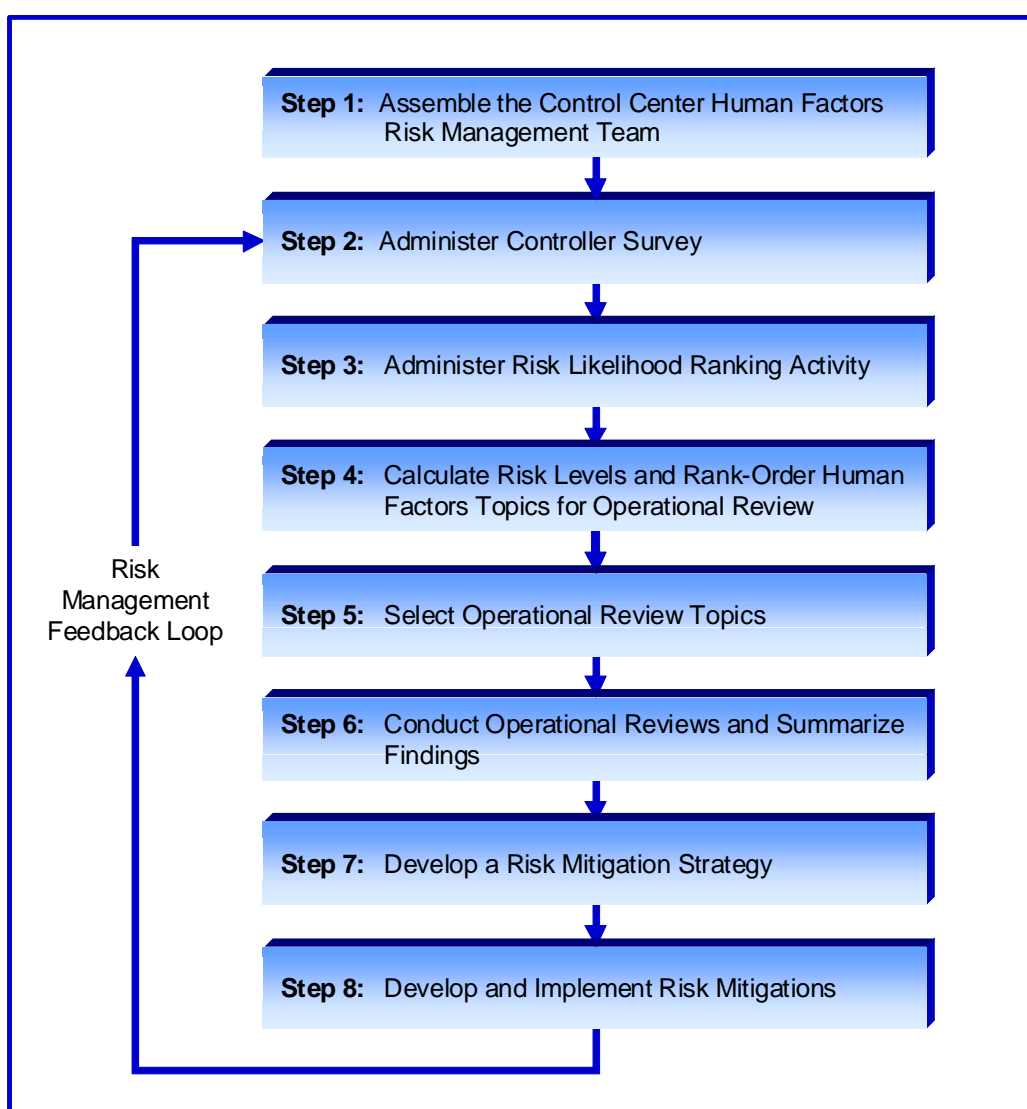 Step 1: Assemble the Control Center Human Factors
Risk Management Team
Step 2: Administer Controller Survey
Step 3: Administer Risk Likelihood Ranking Activity
Step 4: Calculate Risk Levels and Rank-Order Human
Factors Topics for Operational Review
Risk
Management
Feedback Loop
Step 5: Select Operational Review Topics
Step 6: Conduct Operational Reviews and Summarize
Findings
Step 7: Develop a Risk Mitigation Strategy
Step 8: Develop and Implement Risk Mitigations